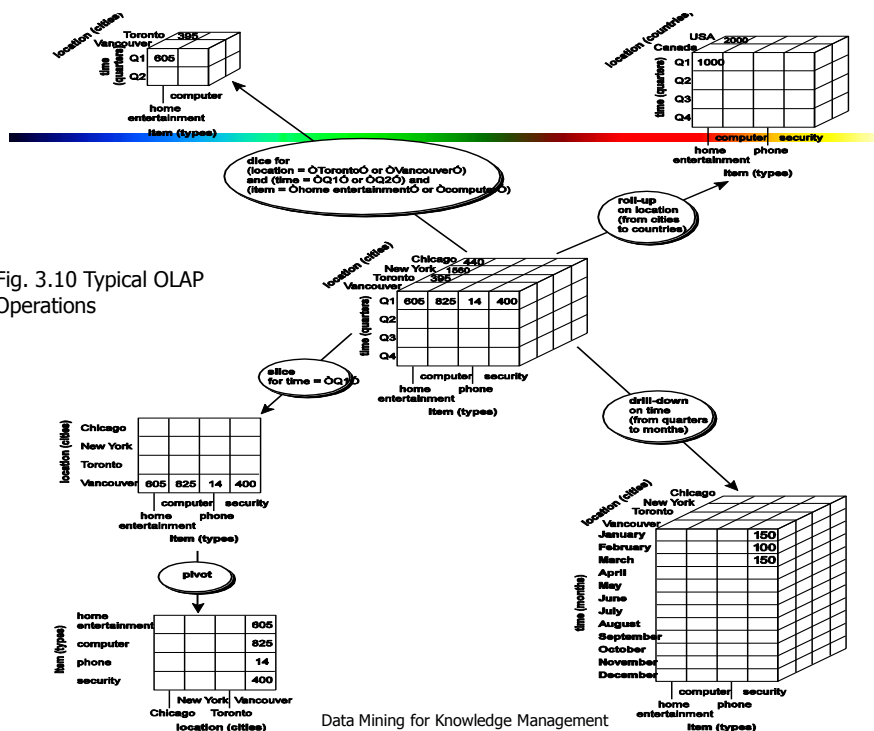 location (cities)
Toronto 395
Vancouver
time (quarters)
Q1 605
Q2
computer
home
entertainment
Item (types)
location (countries)
USA 2000
Canada
time (quarters)
Q1 1000
Q2
Q3
Q4
computer security
home phone
entertainment
Item (types)
dice for
(location = ÒTorontoÓ or ÒVancouverÓ)
and (time = ÒQ1Ó or ÒQ2Ó) and
(item = Òhome entertainmentÓ or ÒcomputerÓ)
roll-up
on location
(from cities
to countries)
Fig. 3.10 Typical OLAP
Operations
location (cities)
Chicago 440
New York 1560
Toronto 395
Vancouver
time (quarters)
Q1 605 825 14 400
Q2
Q3
Q4
computer security
home phone
entertainment
Item (types)
slice
for time = ÒQ1Ó
drill-down
on time
(from quarters
to months)
location (cities)
Chicago
New York
Toronto
Vancouver 605 825 14 400
computer security
home phone
entertainment
Item (types)
pivot
Item (types)
home
entertainment 605
computer 825
phone 14
security 400
New York Vancouver
Chicago Toronto
location (cities)
location (cities)
Chicago
New York
Toronto
Vancouver
time (months)
January 150
February 100
March 150
April
May
June
July
August
September
October
November
December
computer security
home phone
entertainment
Item (types)
Data Mining for Knowledge Management